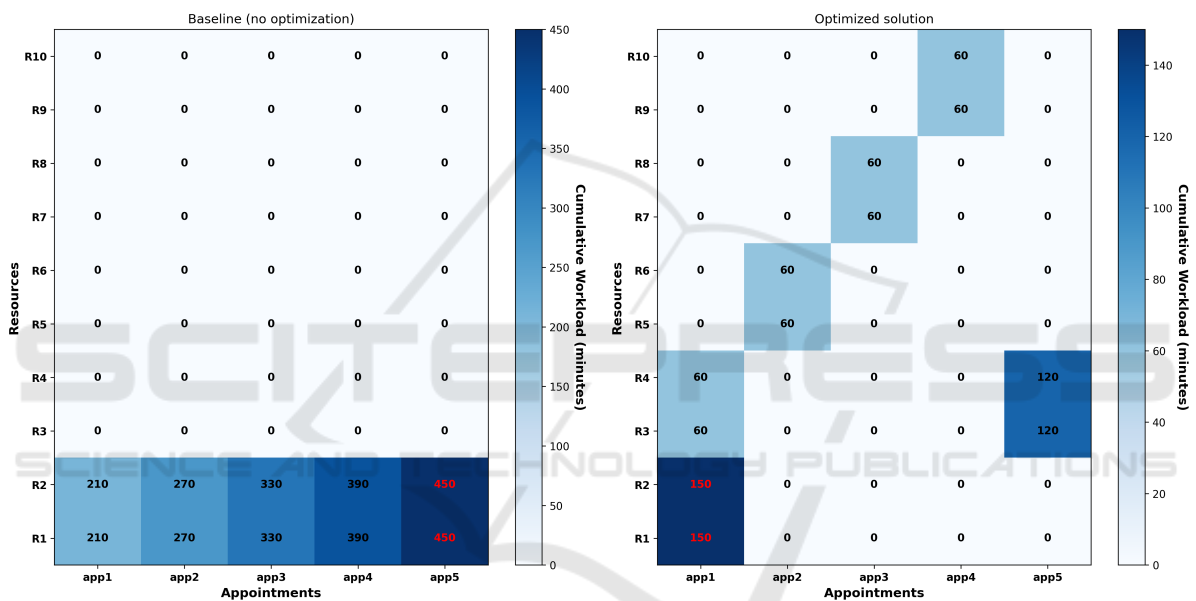 Baseline (no optimization)
R10 0 0 0 0 0
R9 0 0 0 0 0
R8 0 0 0 0 0
R7 0 0 0 0 0
R6 0 0 0 0 0
R5 0 0 0 0 0
R4 0 0 0 0 0
R3 0 0 0 0 0
R2 210 270 330 390 450
R1 210 270 330 390 450
app1 app2 app3 app4 app5
Appointments
Resources
450
400
350
300
250
200
150
100
50
0
Cumulative Workload (minutes)
Optimized solution
R10 0 0 0 60 0
R9 0 0 0 60 0
R8 0 0 60 0 0
R7 0 0 60 0 0
R6 0 60 0 0 0
R5 0 60 0 0 0
R4 60 0 0 0 120
R3 60 0 0 0 120
R2 150 0 0 0 0
R1 150 0 0 0 0
app1 app2 app3 app4 app5
Appointments
Resources
140
120
100
80
60
40
20
0
Cumulative Workload (minutes)
SCITEPRESS
SCIENCE AND TECHNOLOGY PUBLICATIONS